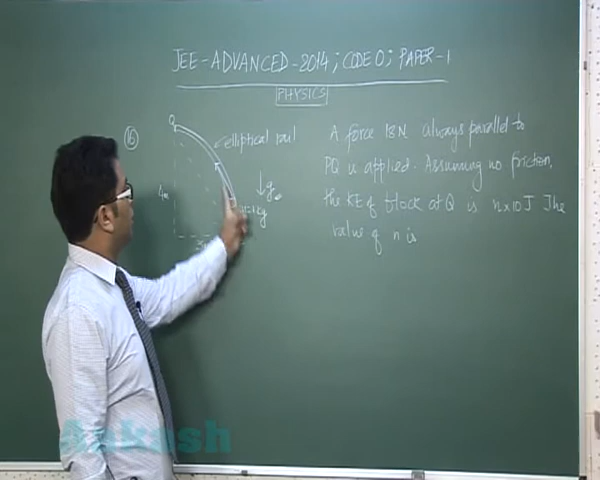 JEE-ADVANCED-2014; CODE 0; PAPER-1
PHYSICS
16
Q
elliptical rail
4m
A force 18N always parallel to
PQ is applied. Assuming no friction,
the KE of block at Q is n×10J The
value of n is
Aakash